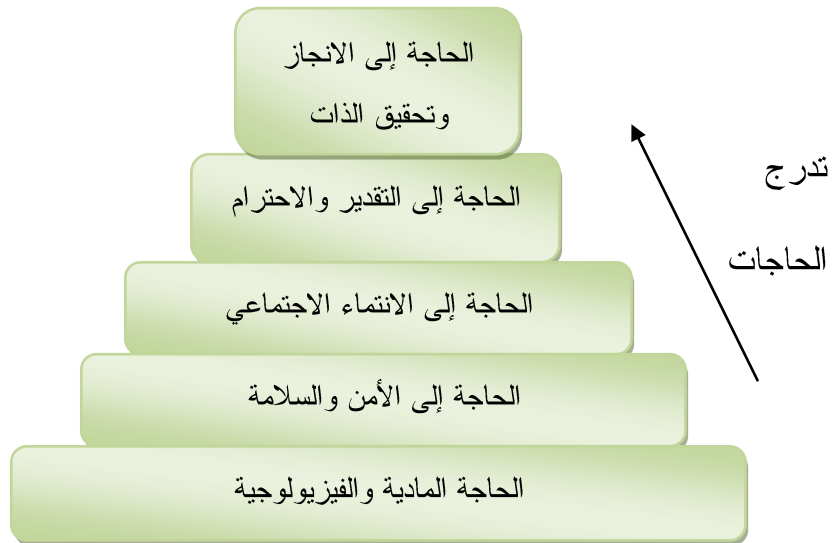 الحاجة إلى الانجاز
وتحقيق الذات
الحاجة إلى التقدير والاحترام
الحاجة إلى الانتماء الاجتماعي
الحاجة إلى الأمن والسلامة
الحاجة المادية والفيزيولوجية
تدرج
الحاجات